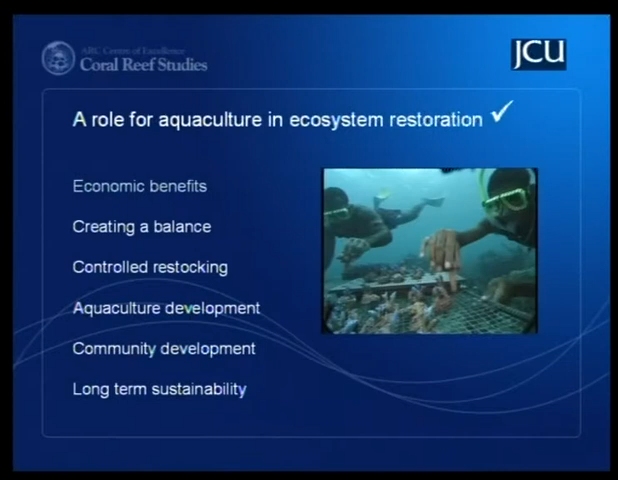 ARC Centre of Excellence
Coral Reef Studies
JCU
A role for aquaculture in ecosystem restoration ✓
Economic benefits
Creating a balance
Controlled restocking
Aquaculture development
Community development
Long term sustainability